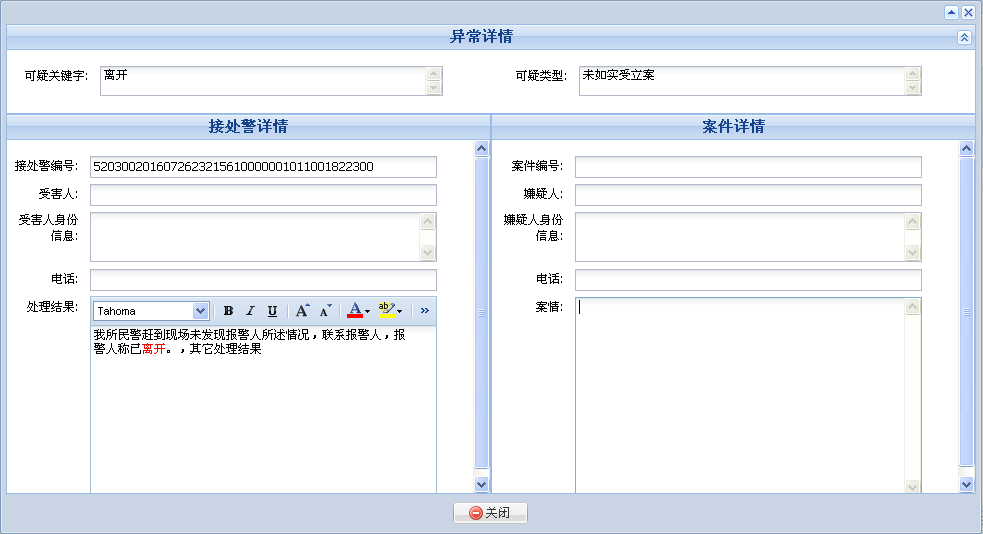 异常详情
可疑关键字: 离开 可疑类型: 未如实受立案
接处警详情 案件详情
接处警编号: 5203002016072623215610000001011001822300
受害人:
受害人身份
信息:
电话:
处理结果: Tahoma B I U A A A ab »
我所民警赶到现场未发现报警人所述情况，联系报警人，报
警人称已离开。，其它处理结果
案件编号:
嫌疑人:
嫌疑人身份
信息:
电话:
案情:
关闭